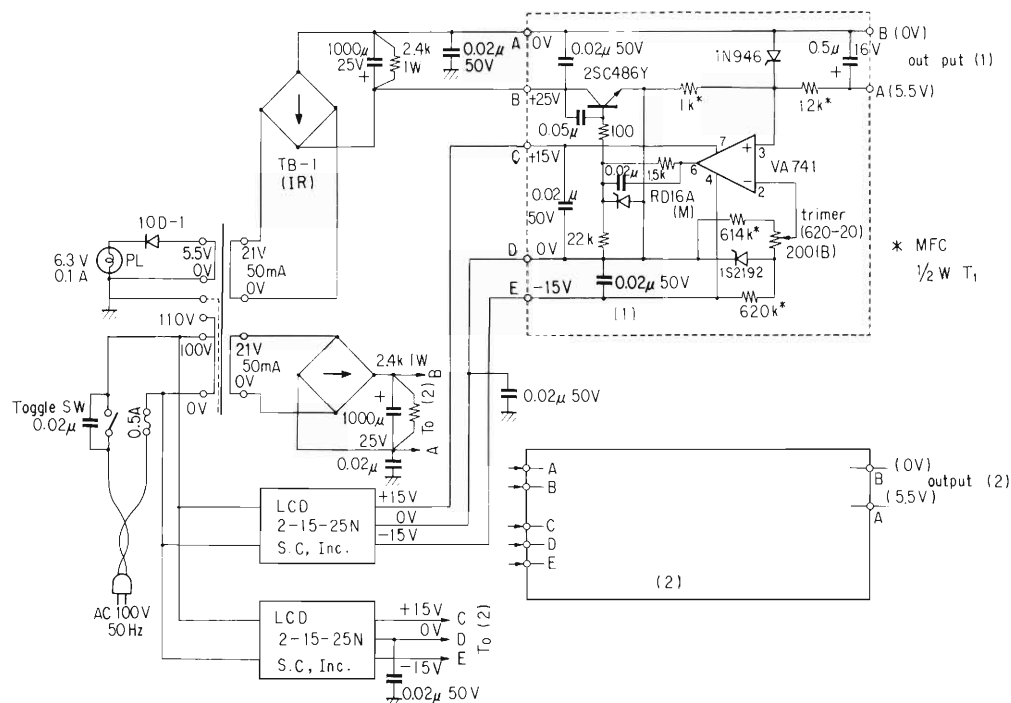 1000μ
25V
+
2.4k
1W
0.02μ
50V
A
0V
0.02μ 50V
2SC486Y
1N946
0.5μ
16V
+
B (0V)
out put (1)
B
+25V
1k*
12k*
A (5.5V)
0.05μ
100
TB-1
(IR)
C
+15V
0.02μ
1.5k
6
7
+
3
4
−
2
VA741
0.02
μ
50V
RD16A
(M)
22k
614k*
trimer
(620-20)
200(B)
* MFC
1/2 W T1
D
0V
1S2192
E
−15V
0.02μ 50V
620k*
(1)
10D-1
5.5V
0V
21V
50mA
0V
6.3V
0.1A
PL
110V
100V
0V
21V
50mA
0V
2.4k 1W
B
+
1000μ
25V
To (2)
A
0.02μ
0.02μ 50V
Toggle SW
0.02μ
0.5A
LCD
2-15-25N
S.C, Inc.
+15V
0V
−15V
A
B
C
D
E
(0V)
B
output (2)
(5.5V)
A
(2)
AC 100V
50Hz
LCD
2-15-25N
S.C, Inc.
+15V
0V
−15V
C
D
E
To (2)
0.02μ 50V